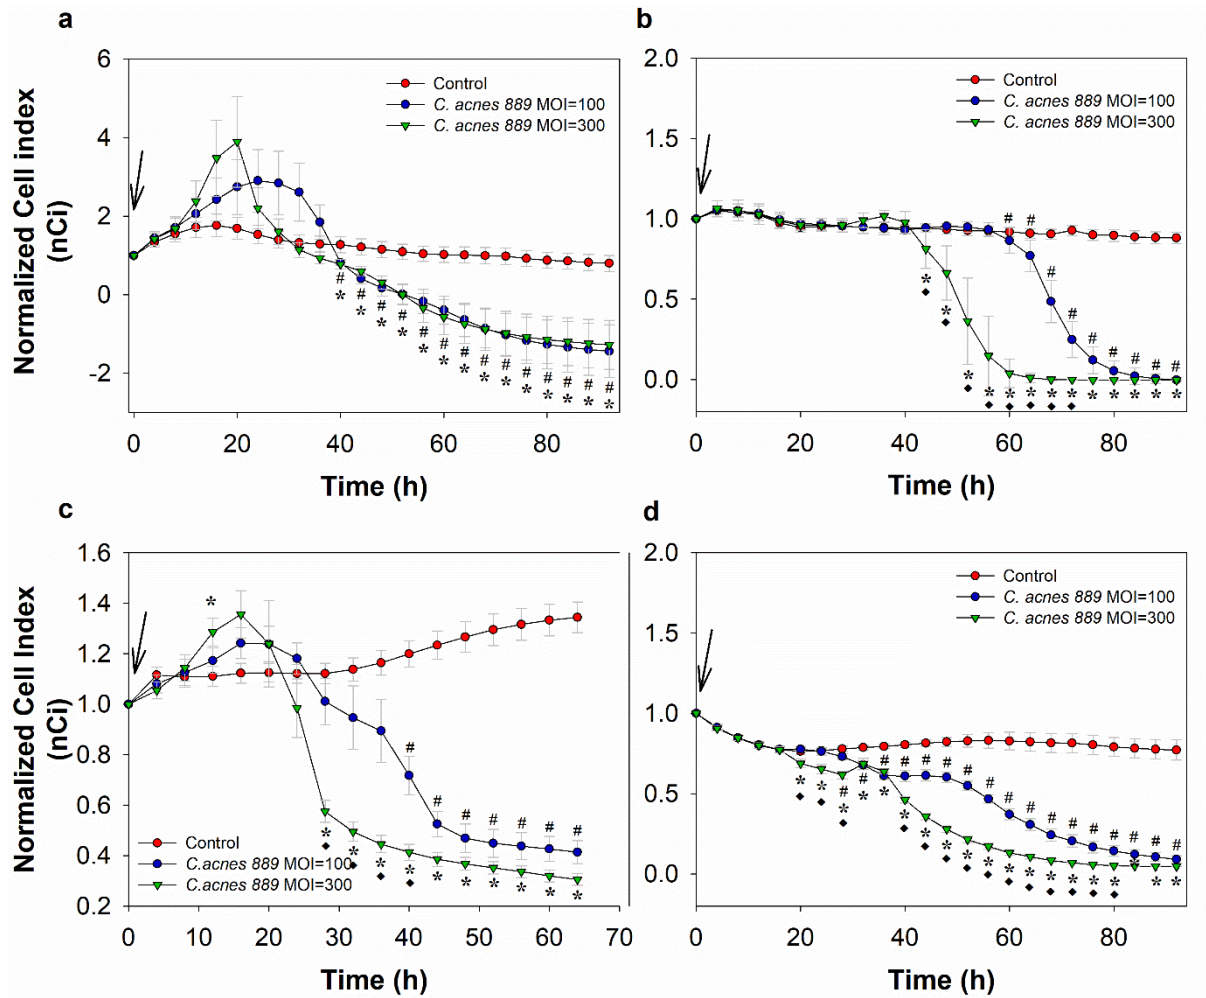 a
6
4
2
0
-2
Normalized Cell index
(nCi)
Control
C. acnes 889 MOI=100
C. acnes 889 MOI=300
# # # # # # # # # # # # # #
* * * * * * * * * * * * * *
0 20 40 60 80
Time (h)
b
2.0
1.5
1.0
0.5
0.0
Control
C. acnes 889 MOI=100
C. acnes 889 MOI=300
# # # # # # # # #
* * * * * * * * * * * * *
◆ ◆ ◆ ◆ ◆ ◆ ◆ ◆
0 20 40 60 80
Time (h)
c
1.6
1.4
1.2
1.0
0.8
0.6
0.4
0.2
Normalized Cell Index
(nCi)
*
# # # # # # #
* * * * * * * * * *
◆ ◆ ◆ ◆
Control
C.acnes 889 MOI=100
C.acnes 889 MOI=300
0 10 20 30 40 50 60 70
Time (h)
d
2.0
1.5
1.0
0.5
0.0
Control
C. acnes 889 MOI=100
C. acnes 889 MOI=300
# # # # # # # # # # # # # # # # #
* * * * * * * * * * * * * * * * * * *
◆ ◆ ◆ ◆ ◆ ◆ ◆ ◆ ◆ ◆ ◆ ◆ ◆ ◆
0 20 40 60 80
Time (h)